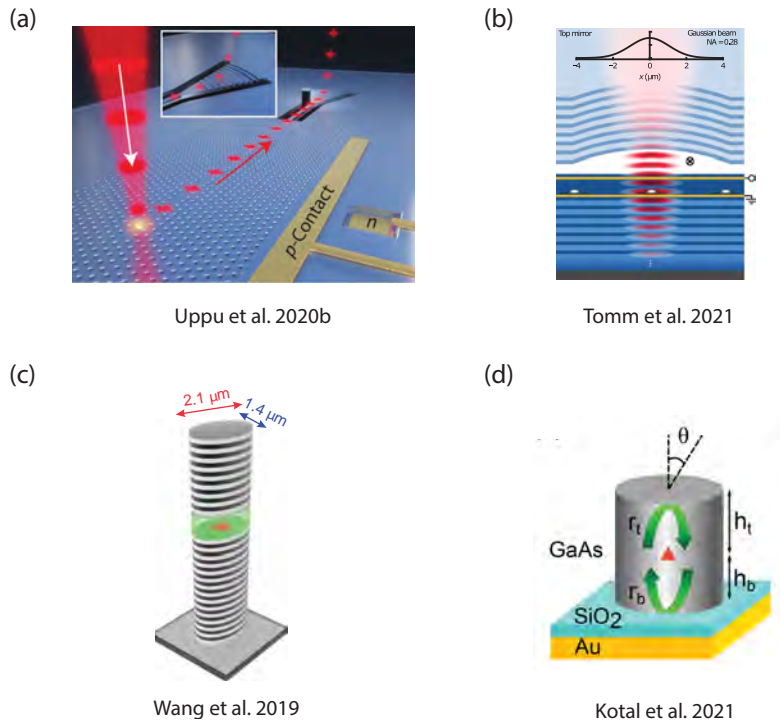 (a)
p-Contact
n
Uppu et al. 2020b
(b)
Top mirror
Gaussian beam
NA = 0.28
−4 −2 0 2 4
x (μm)
Tomm et al. 2021
(c)
2.1 μm
1.4 μm
Wang et al. 2019
(d)
θ
GaAs
r_t
h_t
r_b
h_b
SiO₂
Au
Kotal et al. 2021